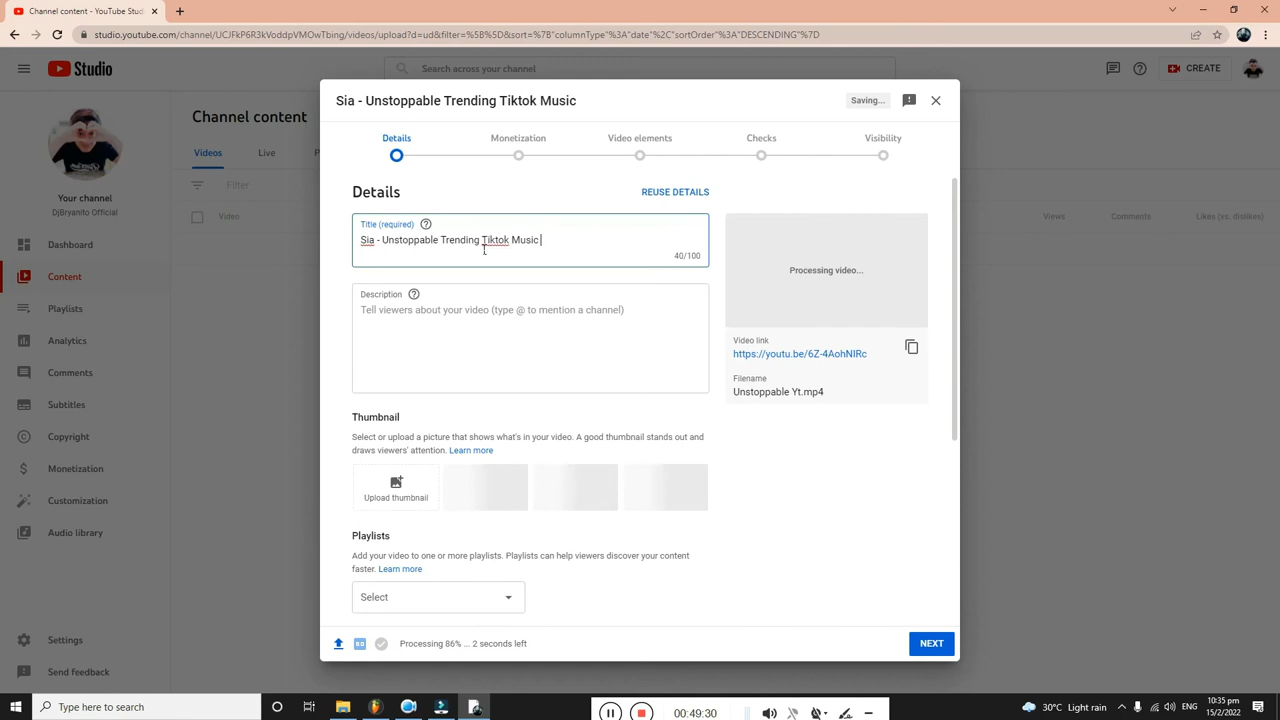 Channel content - YouTube Studio
studio.youtube.com/channel/UCJFkP6R3kVoddpVMOwTbing/videos/upload?d=ud&filter=%5B%5D&sort=%7B"columnType"%3A"date"%2C"sortOrder"%3A"DESCENDING"%7D
Studio
Search across your channel
CREATE
Your channel
DjBryanito Official
Dashboard
Content
Playlists
Analytics
Comments
Subtitles
Copyright
Monetization
Customization
Audio library
Settings
Send feedback
Channel content
Videos
Live
Filter
Video
Views
Comments
Likes (vs. dislikes)
Sia - Unstoppable Trending Tiktok Music
Saving...
Details
Monetization
Video elements
Checks
Visibility
Details
REUSE DETAILS
Title (required)
Sia - Unstoppable Trending Tiktok Music
40/100
Description
Tell viewers about your video (type @ to mention a channel)
Processing video...
Video link
https://youtu.be/6Z-4AohNIRc
Filename
Unstoppable Yt.mp4
Thumbnail
Select or upload a picture that shows what's in your video. A good thumbnail stands out and
draws viewers' attention. Learn more
Upload thumbnail
Playlists
Add your video to one or more playlists. Playlists can help viewers discover your content
faster. Learn more
Select
Processing 86% ... 2 seconds left
NEXT
Type here to search
00:49:30
30°C Light rain
ENG
10:35 pm
15/2/2022